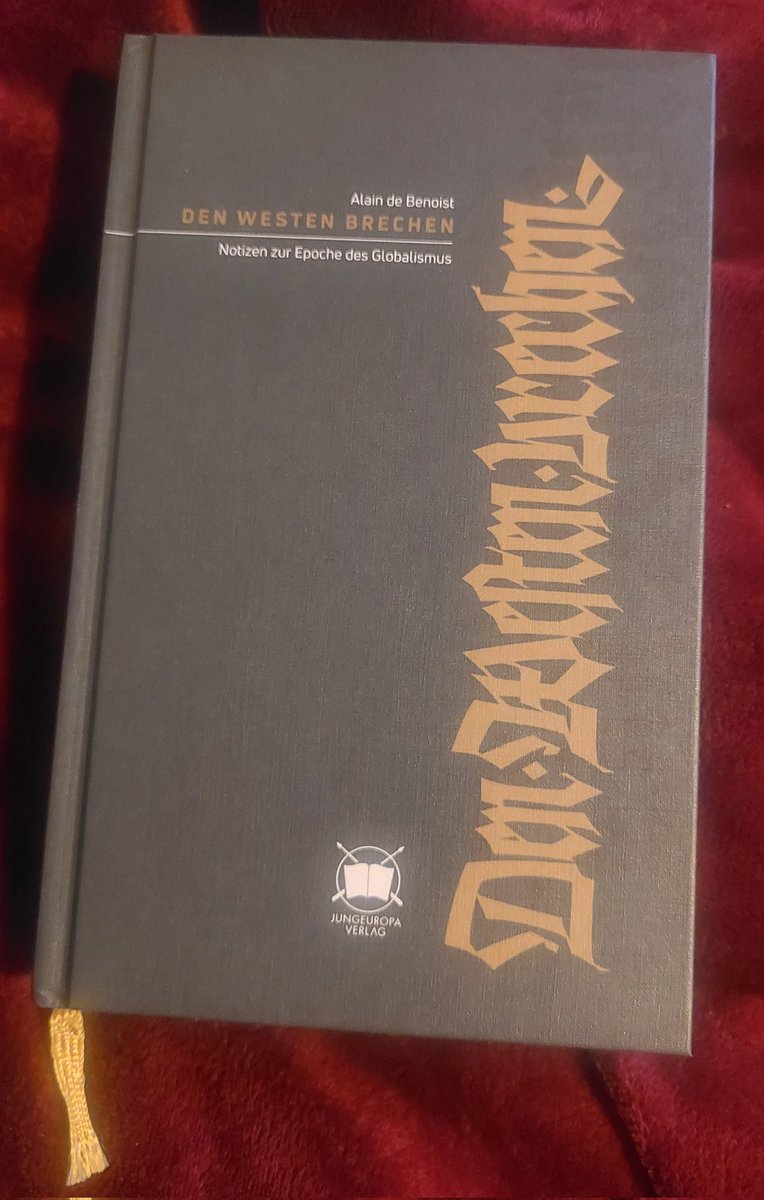 Alain de Benoist
DEN WESTEN BRECHEN
Notizen zur Epoche des Globalismus
Den·Westen·brechen.
JUNGEUROPA
VERLAG